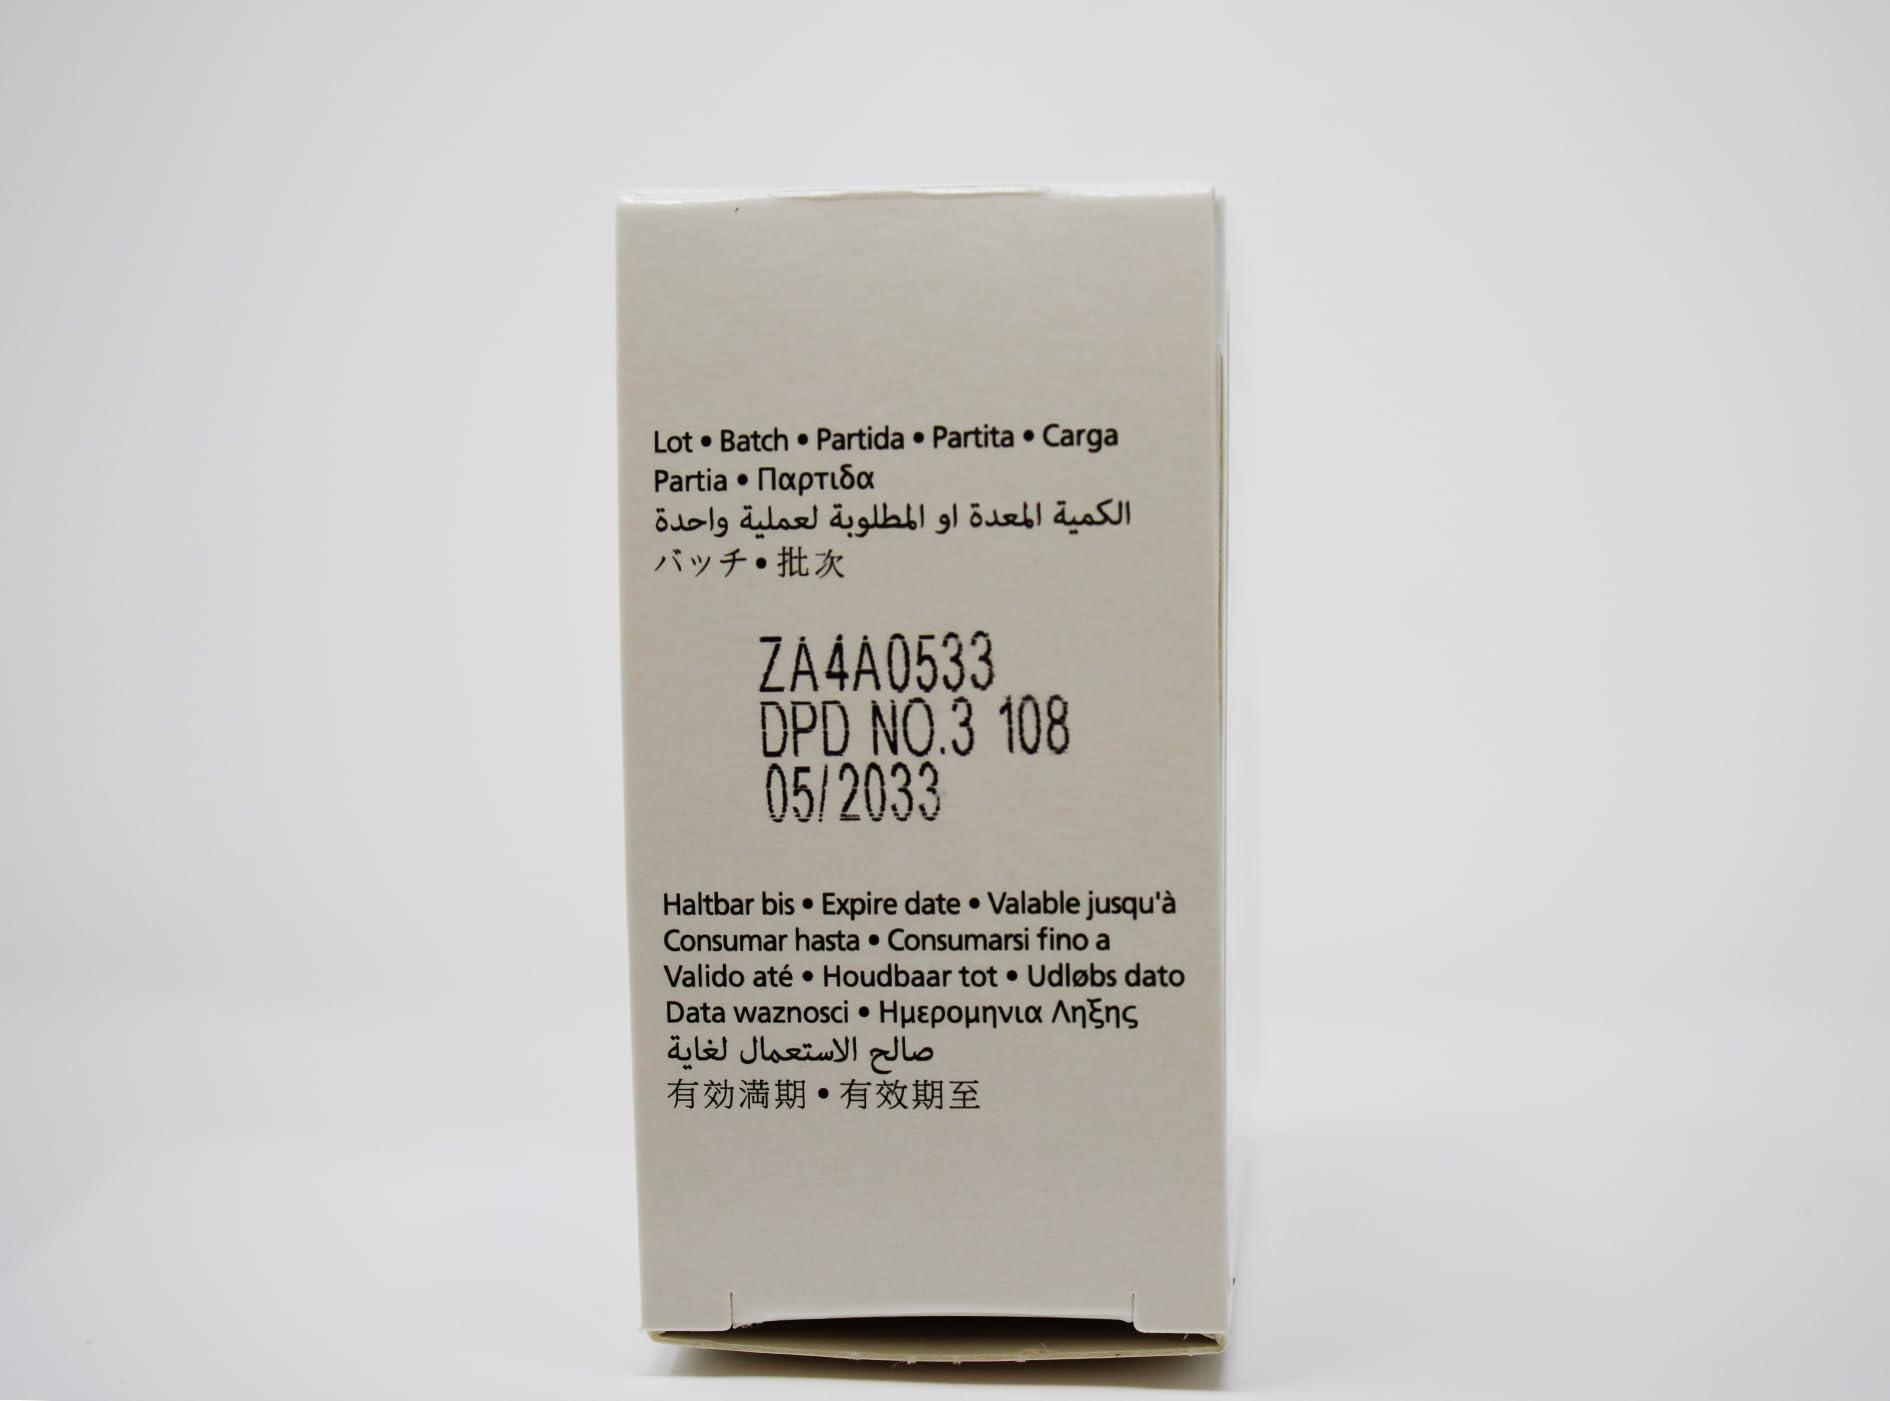 Lot • Batch • Partida • Partita • Carga
Partia • Παρτιδα
الكمية المعدة او المطلوبة لعملية واحدة
バッチ • 批次
ZA4A0533
DPD NO.3 108
05/2033
Haltbar bis • Expire date • Valable jusqu'à
Consumar hasta • Consumarsi fino a
Valido até • Houdbaar tot • Udløbs dato
Data waznosci • Ημερομηνια Ληξης
صالح الاستعمال لغاية
有効満期 • 有效期至